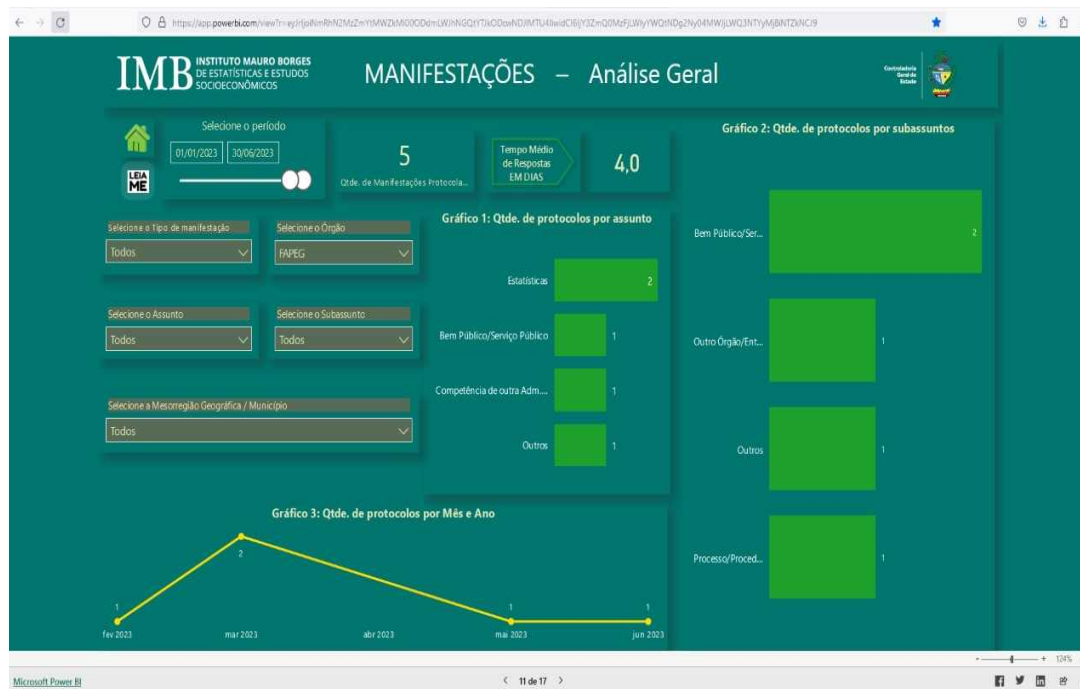 IMB INSTITUTO MAURO BORGES
DE ESTATÍSTICAS E ESTUDOS
SOCIOECONÔMICOS
MANIFESTAÇÕES – Análise Geral
Controladoria
Geral do
Estado
Selecione o período
01/01/2023 30/06/2023
LEIA
ME
5
Qtde. de Manifestações Protocola...
Tempo Médio
de Respostas
EM DIAS
4,0
Selecione o Tipo de manifestação
Todos
Selecione o Órgão
FAPEG
Selecione o Assunto
Todos
Selecione o Subassunto
Todos
Selecione a Mesorregião Geográfica / Município
Todos
Gráfico 1: Qtde. de protocolos por assunto
Estatísticas 2
Bem Público/Serviço Público 1
Competência de outra Adm.... 1
Outros 1
Gráfico 2: Qtde. de protocolos por subassuntos
Bem Público/Ser... 2
Outro Órgão/Ent... 1
Outros 1
Processo/Proced... 1
Gráfico 3: Qtde. de protocolos por Mês e Ano
1
2
1
1
fev 2023 mar 2023 abr 2023 mai 2023 jun 2023
124%
Microsoft Power BI
11 de 17